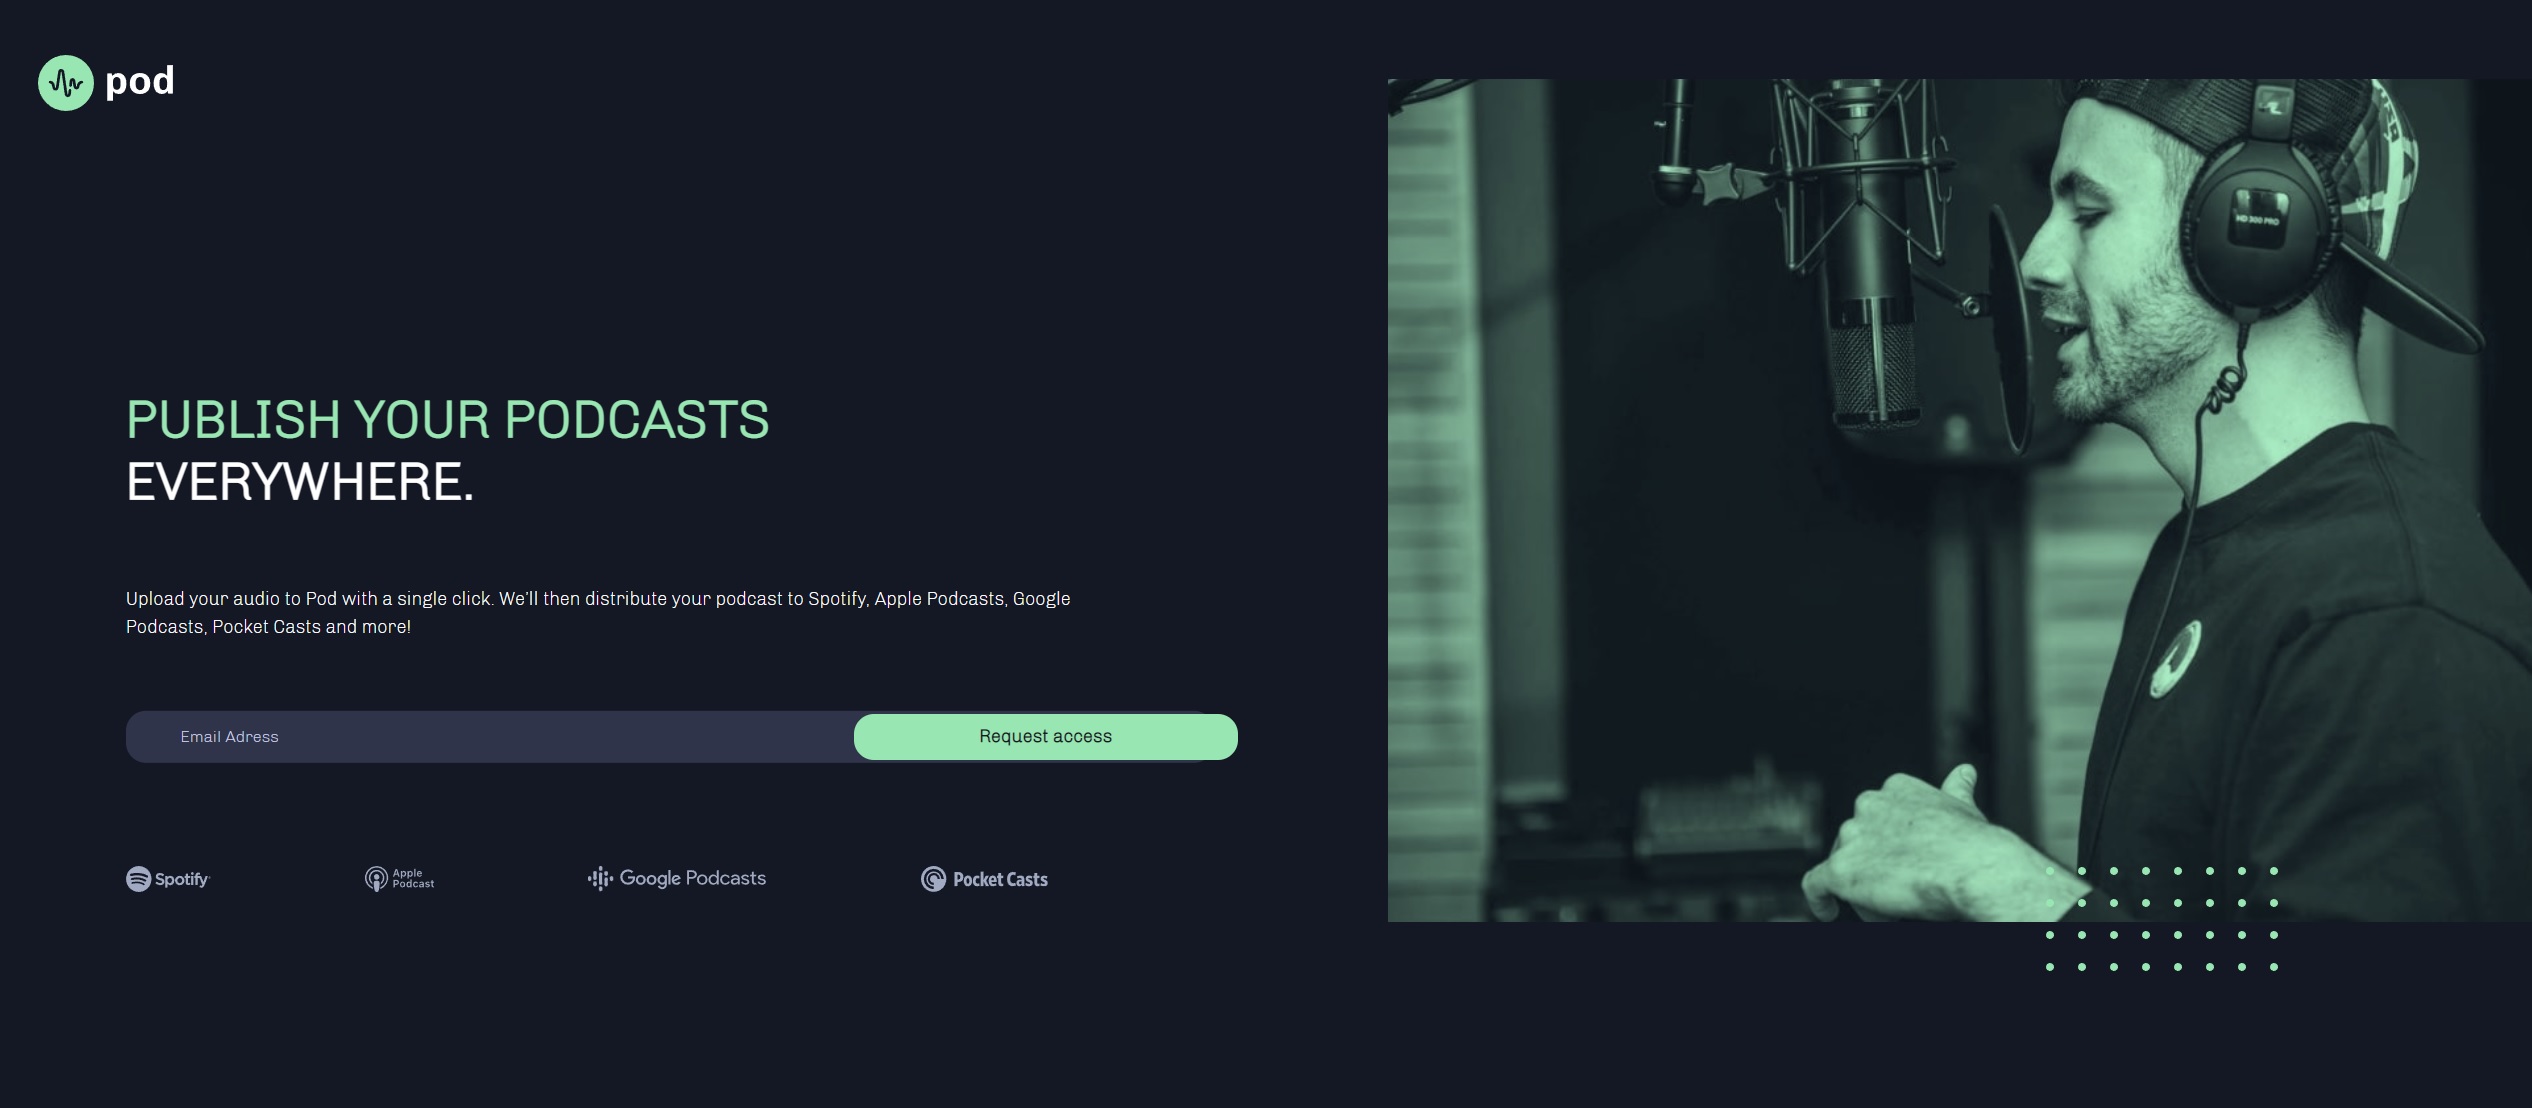 pod
HD 300 PRO
PUBLISH YOUR PODCASTS
EVERYWHERE.
Upload your audio to Pod with a single click. We'll then distribute your podcast to Spotify, Apple Podcasts, Google
Podcasts, Pocket Casts and more!
Email Adress
Request access
Spotify
Apple
Podcast
Google Podcasts
Pocket Casts